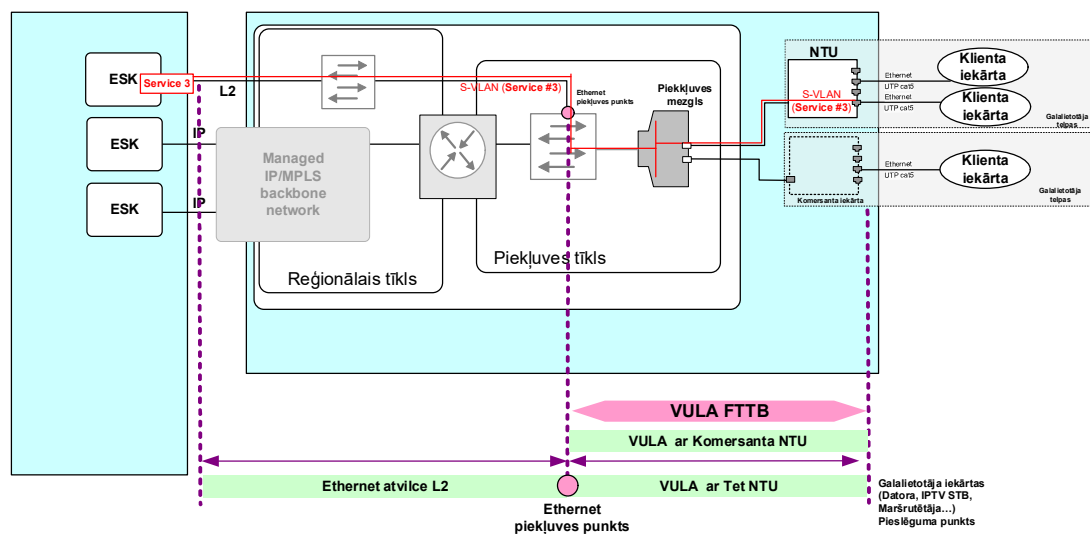 ESK
Service 3
L2
ESK
IP
ESK
IP
Managed
IP/MPLS
backbone
network
Reģionālais tīkls
S-VLAN (Service #3)
Ethernet
piekļuves punkts
Piekļuves tīkls
Piekkļuves
mezgls
NTU
S-VLAN
(Service #3)
Ethernet
UTP cat5
Ethernet
UTP cat5
Klienta
iekārta
Klienta
iekārta
Galalietotāja
telpas
Ethernet
UTP cat5
Klienta
iekārta
Komersanta iekārta
Galalietotāja
telpas
VULA FTTB
VULA ar Komersanta NTU
Ethernet atvilce L2
VULA ar Tet NTU
Ethernet
piekļuves punkts
Galalietotāja iekārtas
(Datora, IPTV STB,
Maršrutētāja...)
Pieslēguma punkts